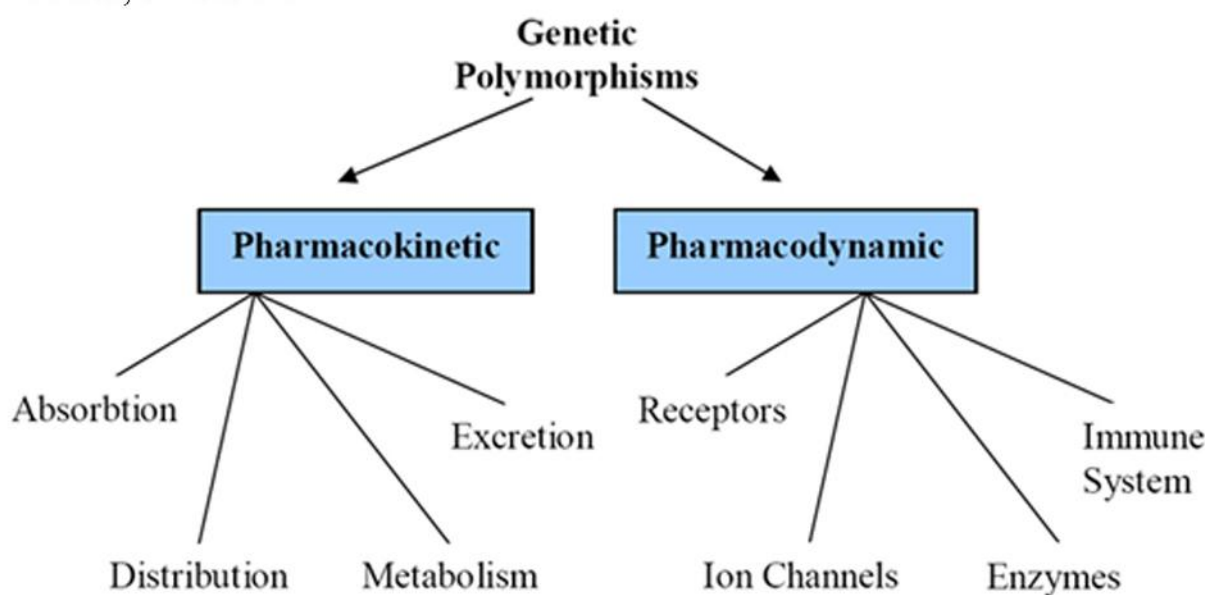 Genetic
Polymorphisms
Pharmacokinetic
Pharmacodynamic
Absorbtion
Distribution
Metabolism
Excretion
Receptors
Ion Channels
Enzymes
Immune
System